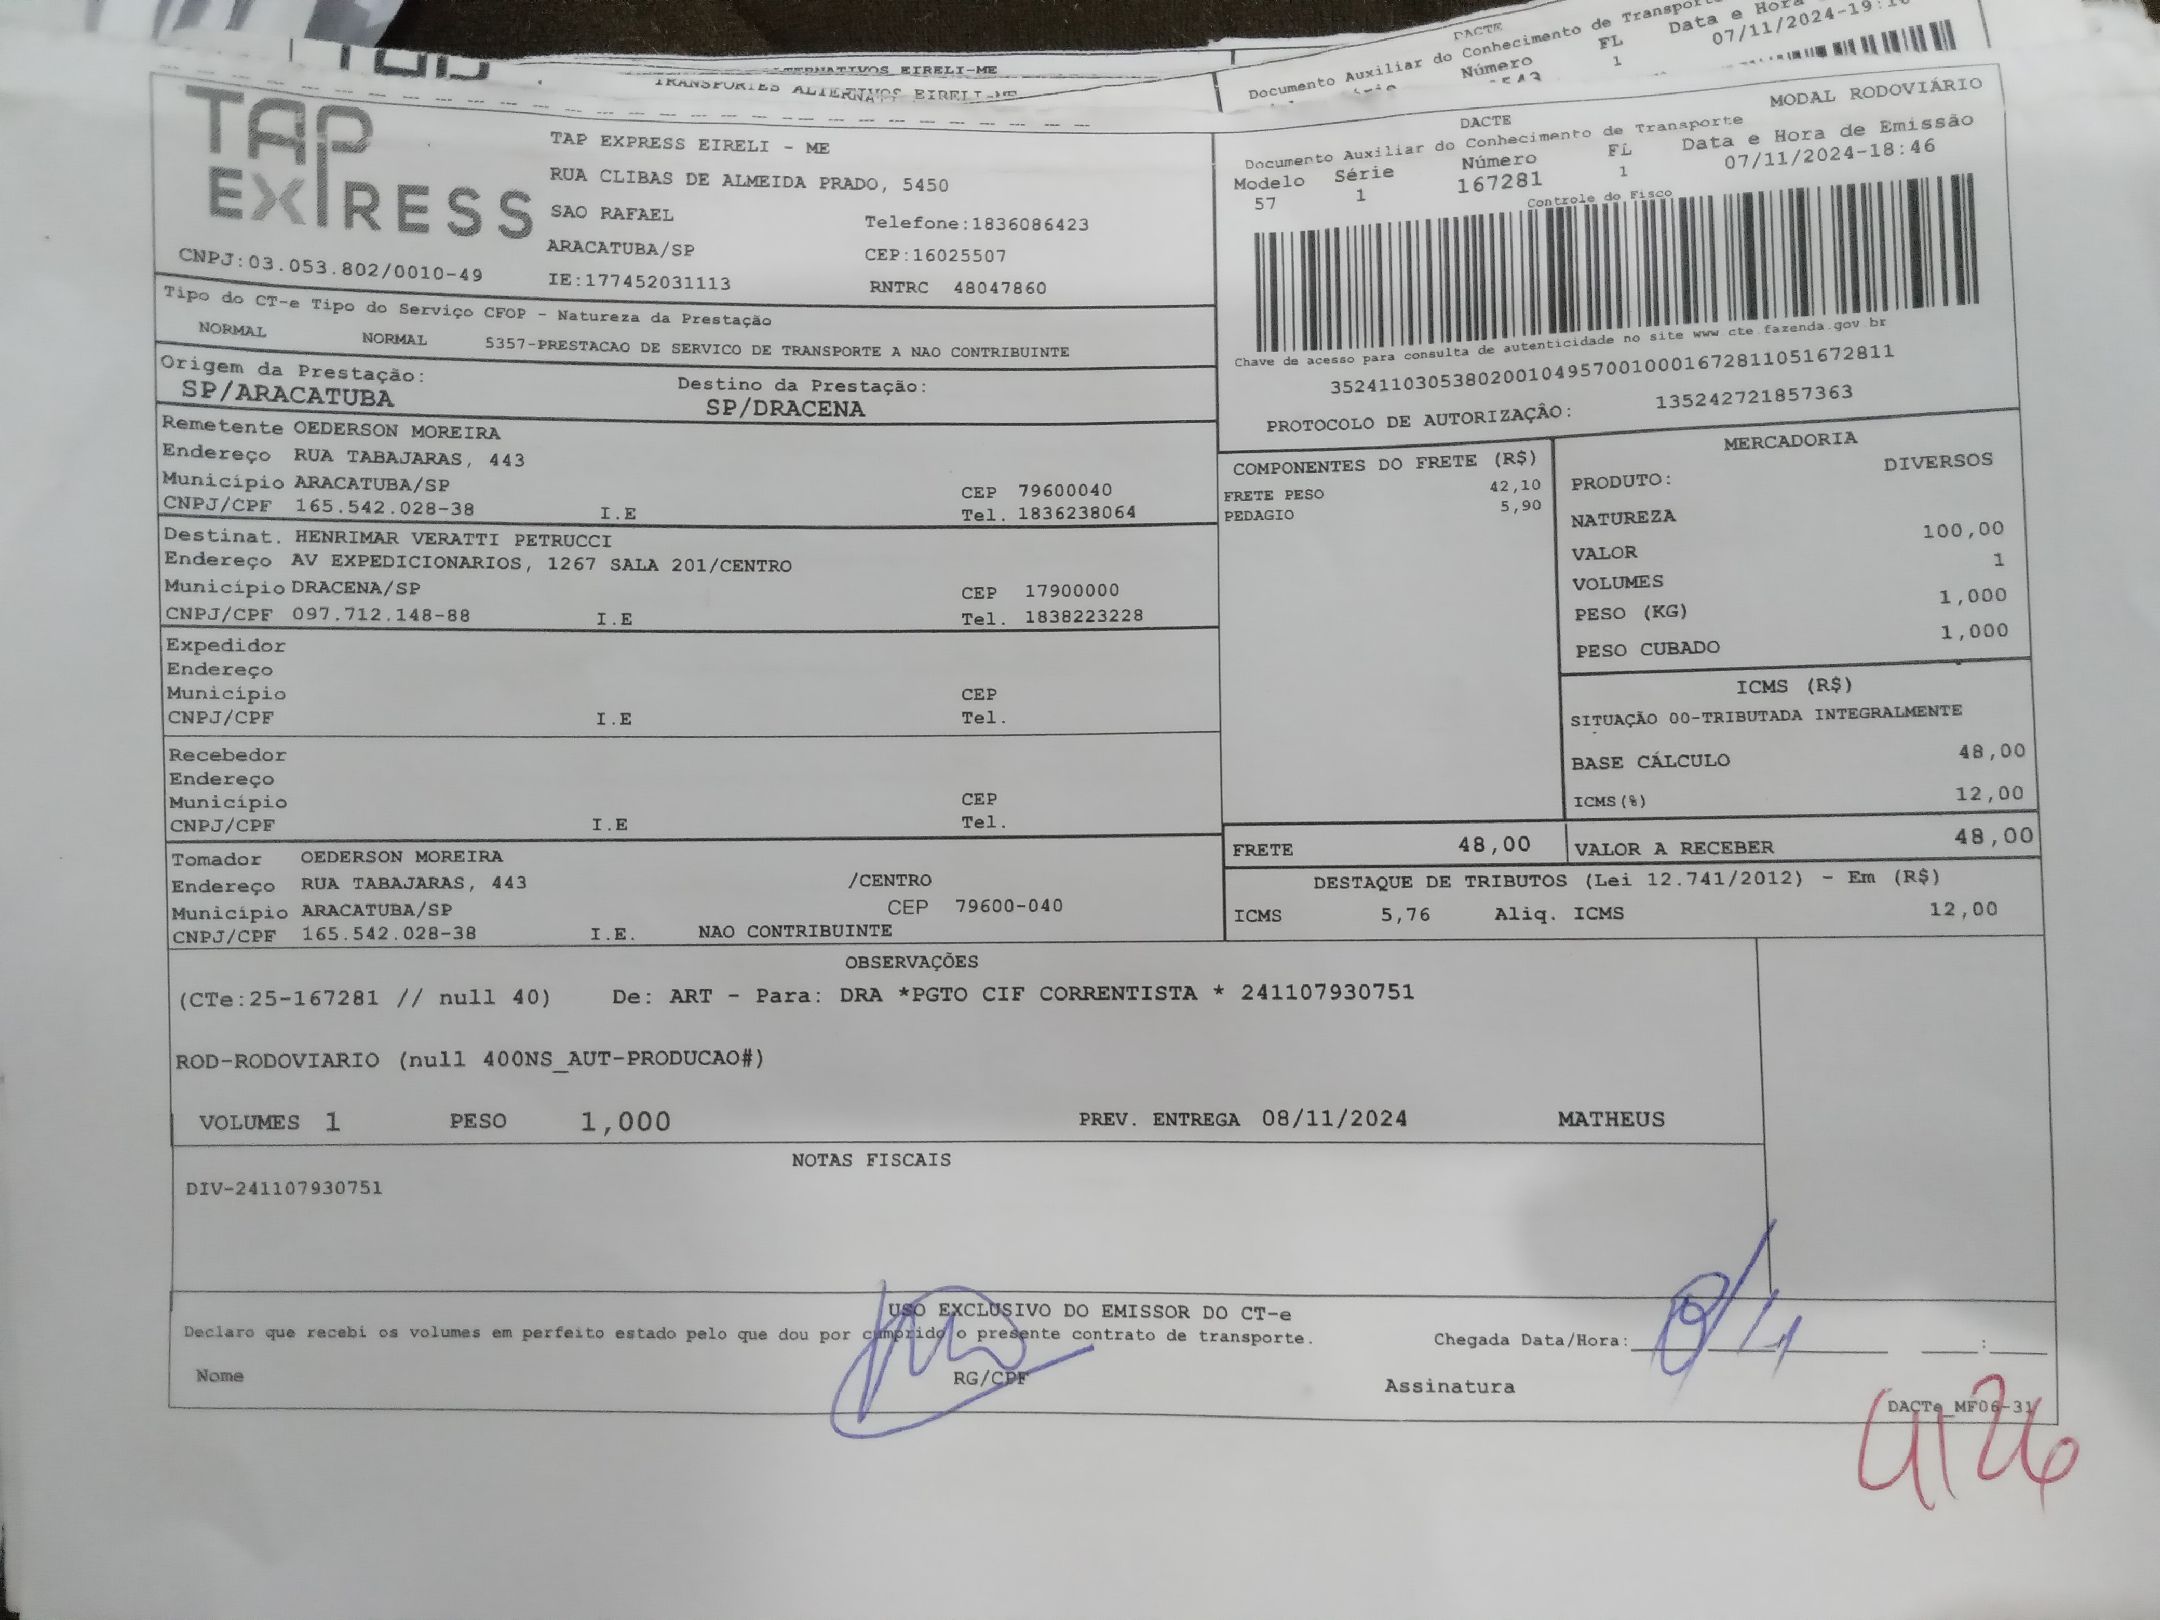 TRANSPORTES ALTERNATIVOS EIRELI-ME
DACTE
Documento Auxiliar do Conhecimento de Transporte
Número FL Data e Hora
1 07/11/2024-19:
TAP
EXPRESS
CNPJ:03.053.802/0010-49
TAP EXPRESS EIRELI - ME
RUA CLIBAS DE ALMEIDA PRADO, 5450
SAO RAFAEL Telefone:1836086423
ARACATUBA/SP CEP:16025507
IE:177452031113 RNTRC 48047860
DACTE MODAL RODOVIÁRIO
Documento Auxiliar do Conhecimento de Transporte
Modelo Série Número FL Data e Hora de Emissão
57 1 167281 1 07/11/2024-18:46
Controle do Fisco
Chave de acesso para consulta de autenticidade no site www.cte.fazenda.gov.br
35241103053802001049570010001672811051672811
PROTOCOLO DE AUTORIZAÇÂO: 135242721857363
Tipo do CT-e Tipo do Serviço CFOP - Natureza da Prestação
NORMAL NORMAL 5357-PRESTACAO DE SERVICO DE TRANSPORTE A NAO CONTRIBUINTE
Origem da Prestação: Destino da Prestação:
SP/ARACATUBA SP/DRACENA
Remetente OEDERSON MOREIRA
Endereço RUA TABAJARAS, 443
Município ARACATUBA/SP CEP 79600040
CNPJ/CPF 165.542.028-38 I.E Tel. 1836238064
Destinat. HENRIMAR VERATTI PETRUCCI
Endereço AV EXPEDICIONARIOS, 1267 SALA 201/CENTRO
Município DRACENA/SP CEP 17900000
CNPJ/CPF 097.712.148-88 I.E Tel. 1838223228
Expedidor
Endereço
Município CEP
CNPJ/CPF I.E Tel.
Recebedor
Endereço
Município CEP
CNPJ/CPF I.E Tel.
Tomador OEDERSON MOREIRA
Endereço RUA TABAJARAS, 443 /CENTRO
Município ARACATUBA/SP CEP 79600-040
CNPJ/CPF 165.542.028-38 I.E. NAO CONTRIBUINTE
COMPONENTES DO FRETE (R$)
FRETE PESO 42,10
PEDAGIO 5,90
MERCADORIA
PRODUTO: DIVERSOS
NATUREZA
VALOR 100,00
VOLUMES 1
PESO (KG) 1,000
PESO CUBADO 1,000
ICMS (R$)
SITUAÇÃO 00-TRIBUTADA INTEGRALMENTE
BASE CÁLCULO 48,00
ICMS(%) 12,00
FRETE 48,00 VALOR A RECEBER 48,00
DESTAQUE DE TRIBUTOS (Lei 12.741/2012) - Em (R$)
ICMS 5,76 Aliq. ICMS 12,00
OBSERVAÇÕES
(CTe:25-167281 // null 40) De: ART - Para: DRA *PGTO CIF CORRENTISTA * 241107930751
ROD-RODOVIARIO (null 400NS_AUT-PRODUCAO#)
VOLUMES 1 PESO 1,000 PREV. ENTREGA 08/11/2024 MATHEUS
NOTAS FISCAIS
DIV-241107930751
USO EXCLUSIVO DO EMISSOR DO CT-e
Declaro que recebi os volumes em perfeito estado pelo que dou por cumprido o presente contrato de transporte. Chegada Data/Hora: :
Nome RG/CPF Assinatura
DACTe_MF06-31